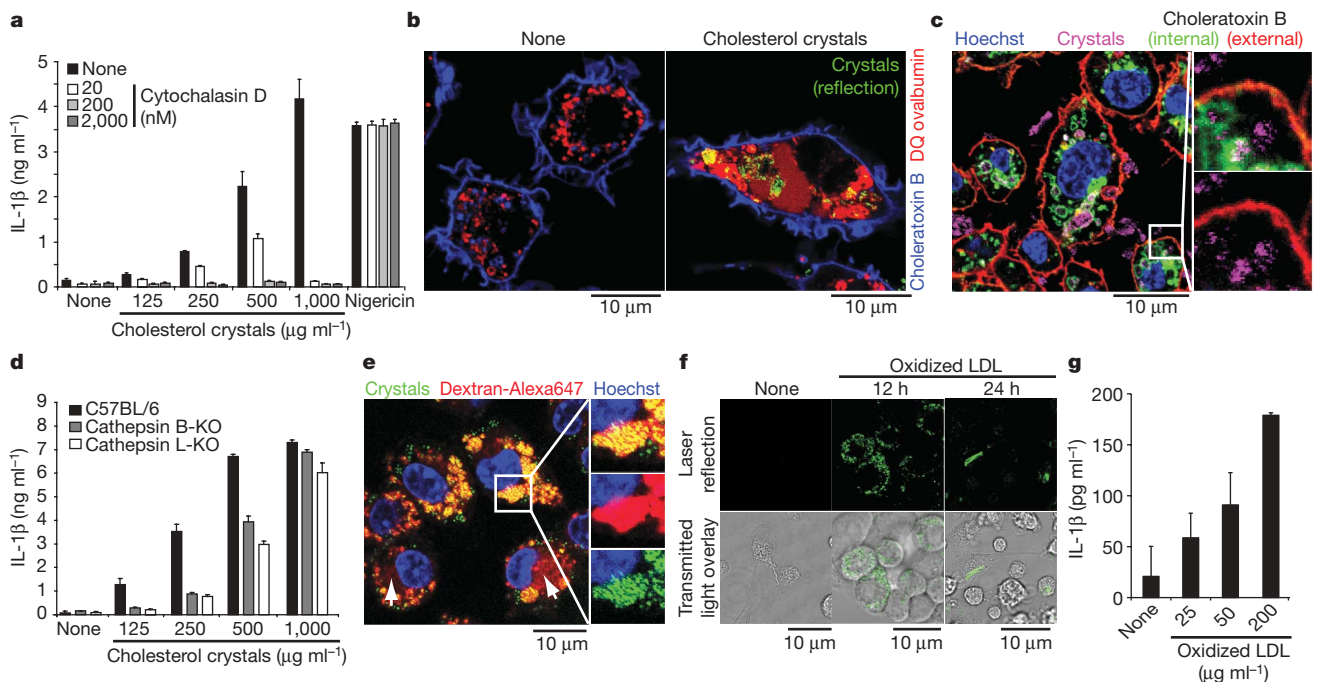 a
5
4
3
2
1
0
IL-1β (ng ml⁻¹)
None
20
200
2,000
Cytochalasin D
(nM)
None
125
250
500
1,000
Nigericin
Cholesterol crystals (μg ml⁻¹)
b
None
Cholesterol crystals
Crystals
(reflection)
Choleratoxin B DQ ovalbumin
10 μm
10 μm
c
Hoechst
Crystals
Choleratoxin B
(internal) (external)
10 μm
d
9
8
7
6
5
4
3
2
1
0
IL-1β (ng ml⁻¹)
C57BL/6
Cathepsin B-KO
Cathepsin L-KO
None
125
250
500
1,000
Cholesterol crystals (μg ml⁻¹)
e
Crystals Dextran-Alexa647 Hoechst
10 μm
f
Oxidized LDL
None
12 h
24 h
Laser
reflection
Transmitted
light overlay
10 μm
10 μm
10 μm
g
200
150
100
50
0
IL-1β (pg ml⁻¹)
None
25
50
200
Oxidized LDL
(μg ml⁻¹)